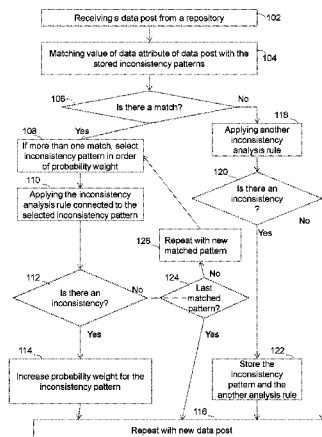 Receiving a data post from a repository
102
Matching value of data attribute of data post with the
stored inconsistency patterns
104
106
Is there a match?
No
Yes
108
If more than one match, select
inconsistency pattern in order
of probability weight
110
Applying the inconsistency
analysis rule connected to the
selected inconsistency pattern
118
Applying another
inconsistency
analysis rule
120
Is there an
inconsistency
?
126
Repeat with new
matched pattern
Yes
No
112
Is there an
inconsistency?
No
124
Last
matched
pattern?
No
Yes
Yes
114
Increase probability weight for the
inconsistency pattern
122
Store the
inconsistency
pattern and the
another analysis rule
116
Repeat with new data post